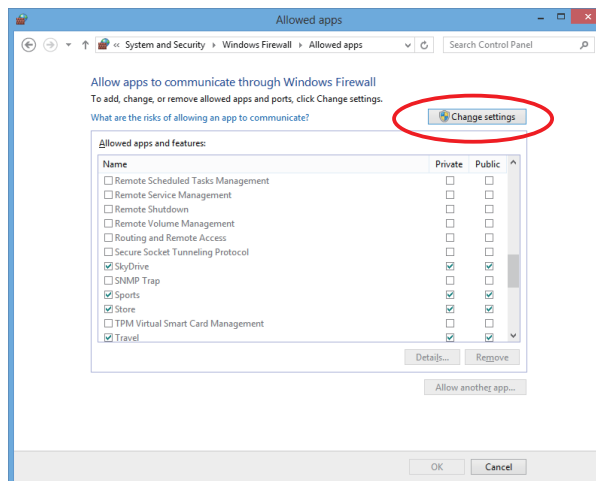 Allowed apps
« System and Security Windows Firewall Allowed apps
Search Control Panel
Allow apps to communicate through Windows Firewall
To add, change, or remove allowed apps and ports, click Change settings.
What are the risks of allowing an app to communicate?
Change settings
Allowed apps and features:
Name Private Public
Remote Scheduled Tasks Management
Remote Service Management
Remote Shutdown
Remote Volume Management
Routing and Remote Access
Secure Socket Tunneling Protocol
SkyDrive
SNMP Trap
Sports
Store
TPM Virtual Smart Card Management
Travel
Details... Remove
Allow another app...
OK Cancel